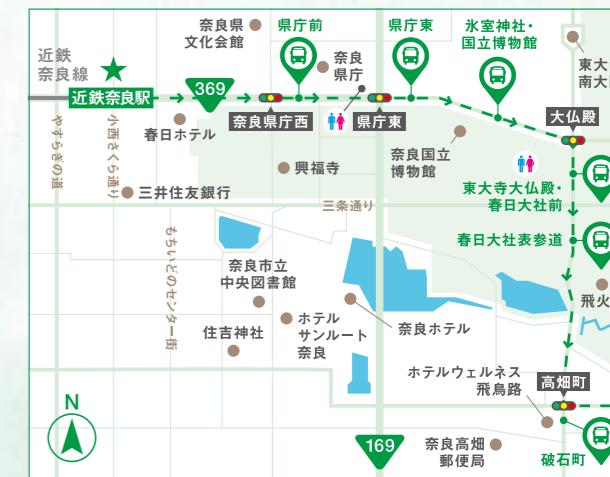 奈良県
文化会館
県庁前
県庁東
氷室神社・
国立博物館
近鉄
奈良線
奈良
県庁
東大
南大
369
近鉄奈良駅
奈良県庁西
県庁東
大仏殿
春日ホテル
奈良国立
博物館
やすらぎの道
小西さくら通り
興福寺
東大寺大仏殿・
春日大社前
三井住友銀行
三条通り
もちいどのセンター街
春日大社表参道
奈良市立
中央図書館
飛火
ホテル
サンルート
奈良
奈良ホテル
住吉神社
ホテルウェルネス
飛鳥路
高畑町
N
169
奈良高畑
郵便局
破石町